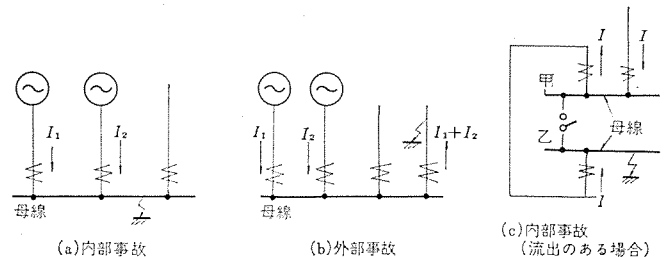 I₁
I₂
母線
(a)内部事故
I₁
I₂
I₁+I₂
母線
(b)外部事故
I
I
甲
乙
母線
I
(c)内部事故
(流出のある場合)